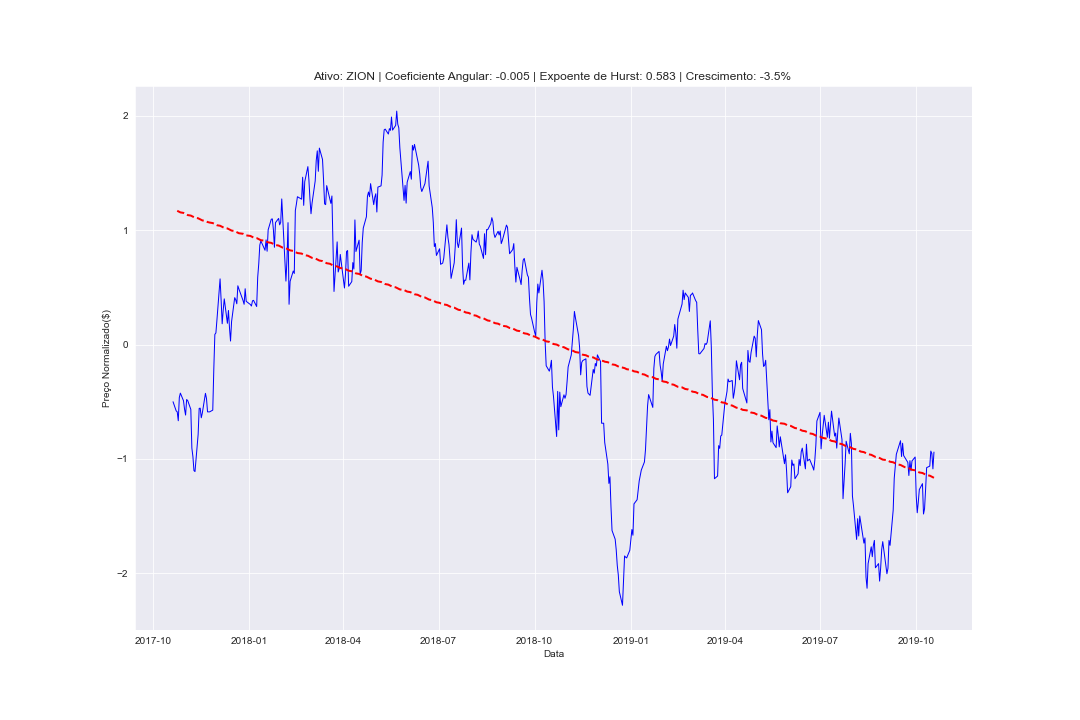 Ativo: ZION | Coeficiente Angular: -0.005 | Expoente de Hurst: 0.583 | Crescimento: -3.5%
Preço Normalizado($)
2
1
0
−1
−2
2017-10 2018-01 2018-04 2018-07 2018-10 2019-01 2019-04 2019-07 2019-10
Data